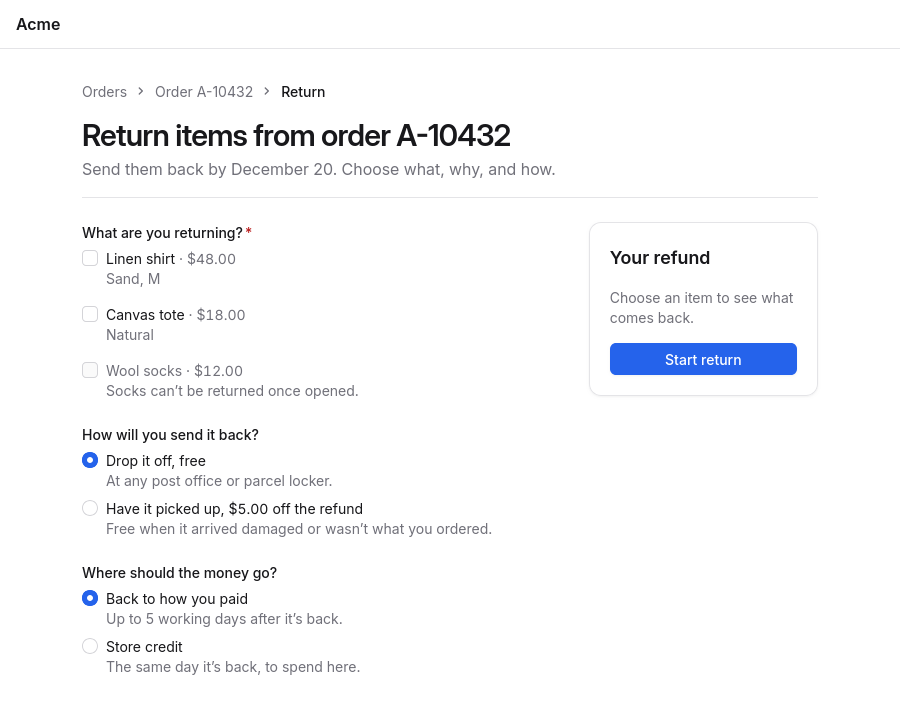 Acme
Orders > Order A-10432 > Return
Return items from order A-10432
Send them back by December 20. Choose what, why, and how.
What are you returning?*
Linen shirt · $48.00
Sand, M
Canvas tote · $18.00
Natural
Wool socks · $12.00
Socks can’t be returned once opened.
How will you send it back?
Drop it off, free
At any post office or parcel locker.
Have it picked up, $5.00 off the refund
Free when it arrived damaged or wasn’t what you ordered.
Where should the money go?
Back to how you paid
Up to 5 working days after it’s back.
Store credit
The same day it’s back, to spend here.
Your refund
Choose an item to see what
comes back.
Start return